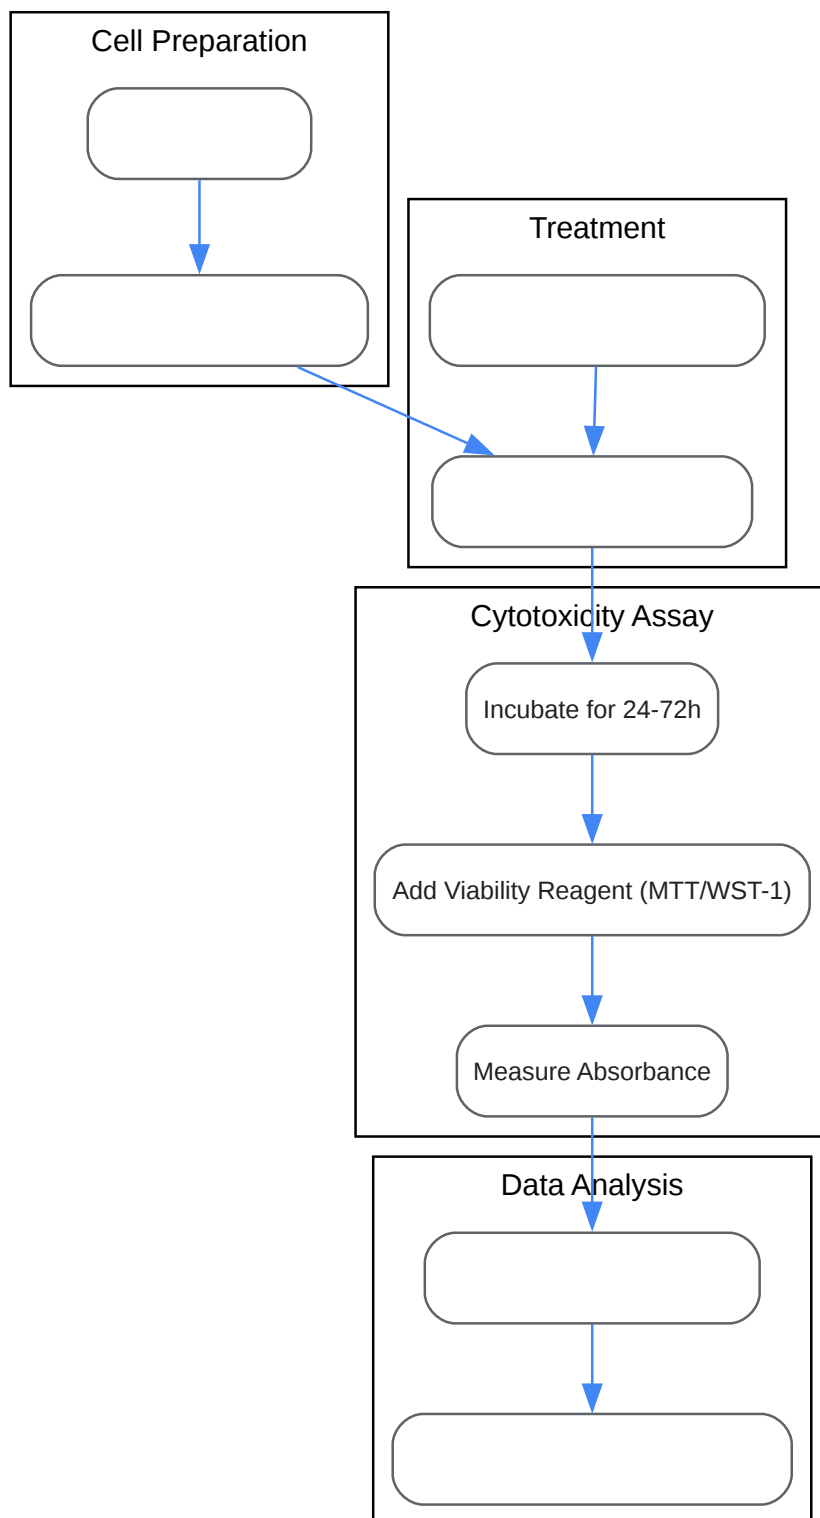 Cell Preparation
Treatment
Cytotoxicity Assay
Incubate for 24-72h
Add Viability Reagent (MTT/WST-1)
Measure Absorbance
Data Analysis